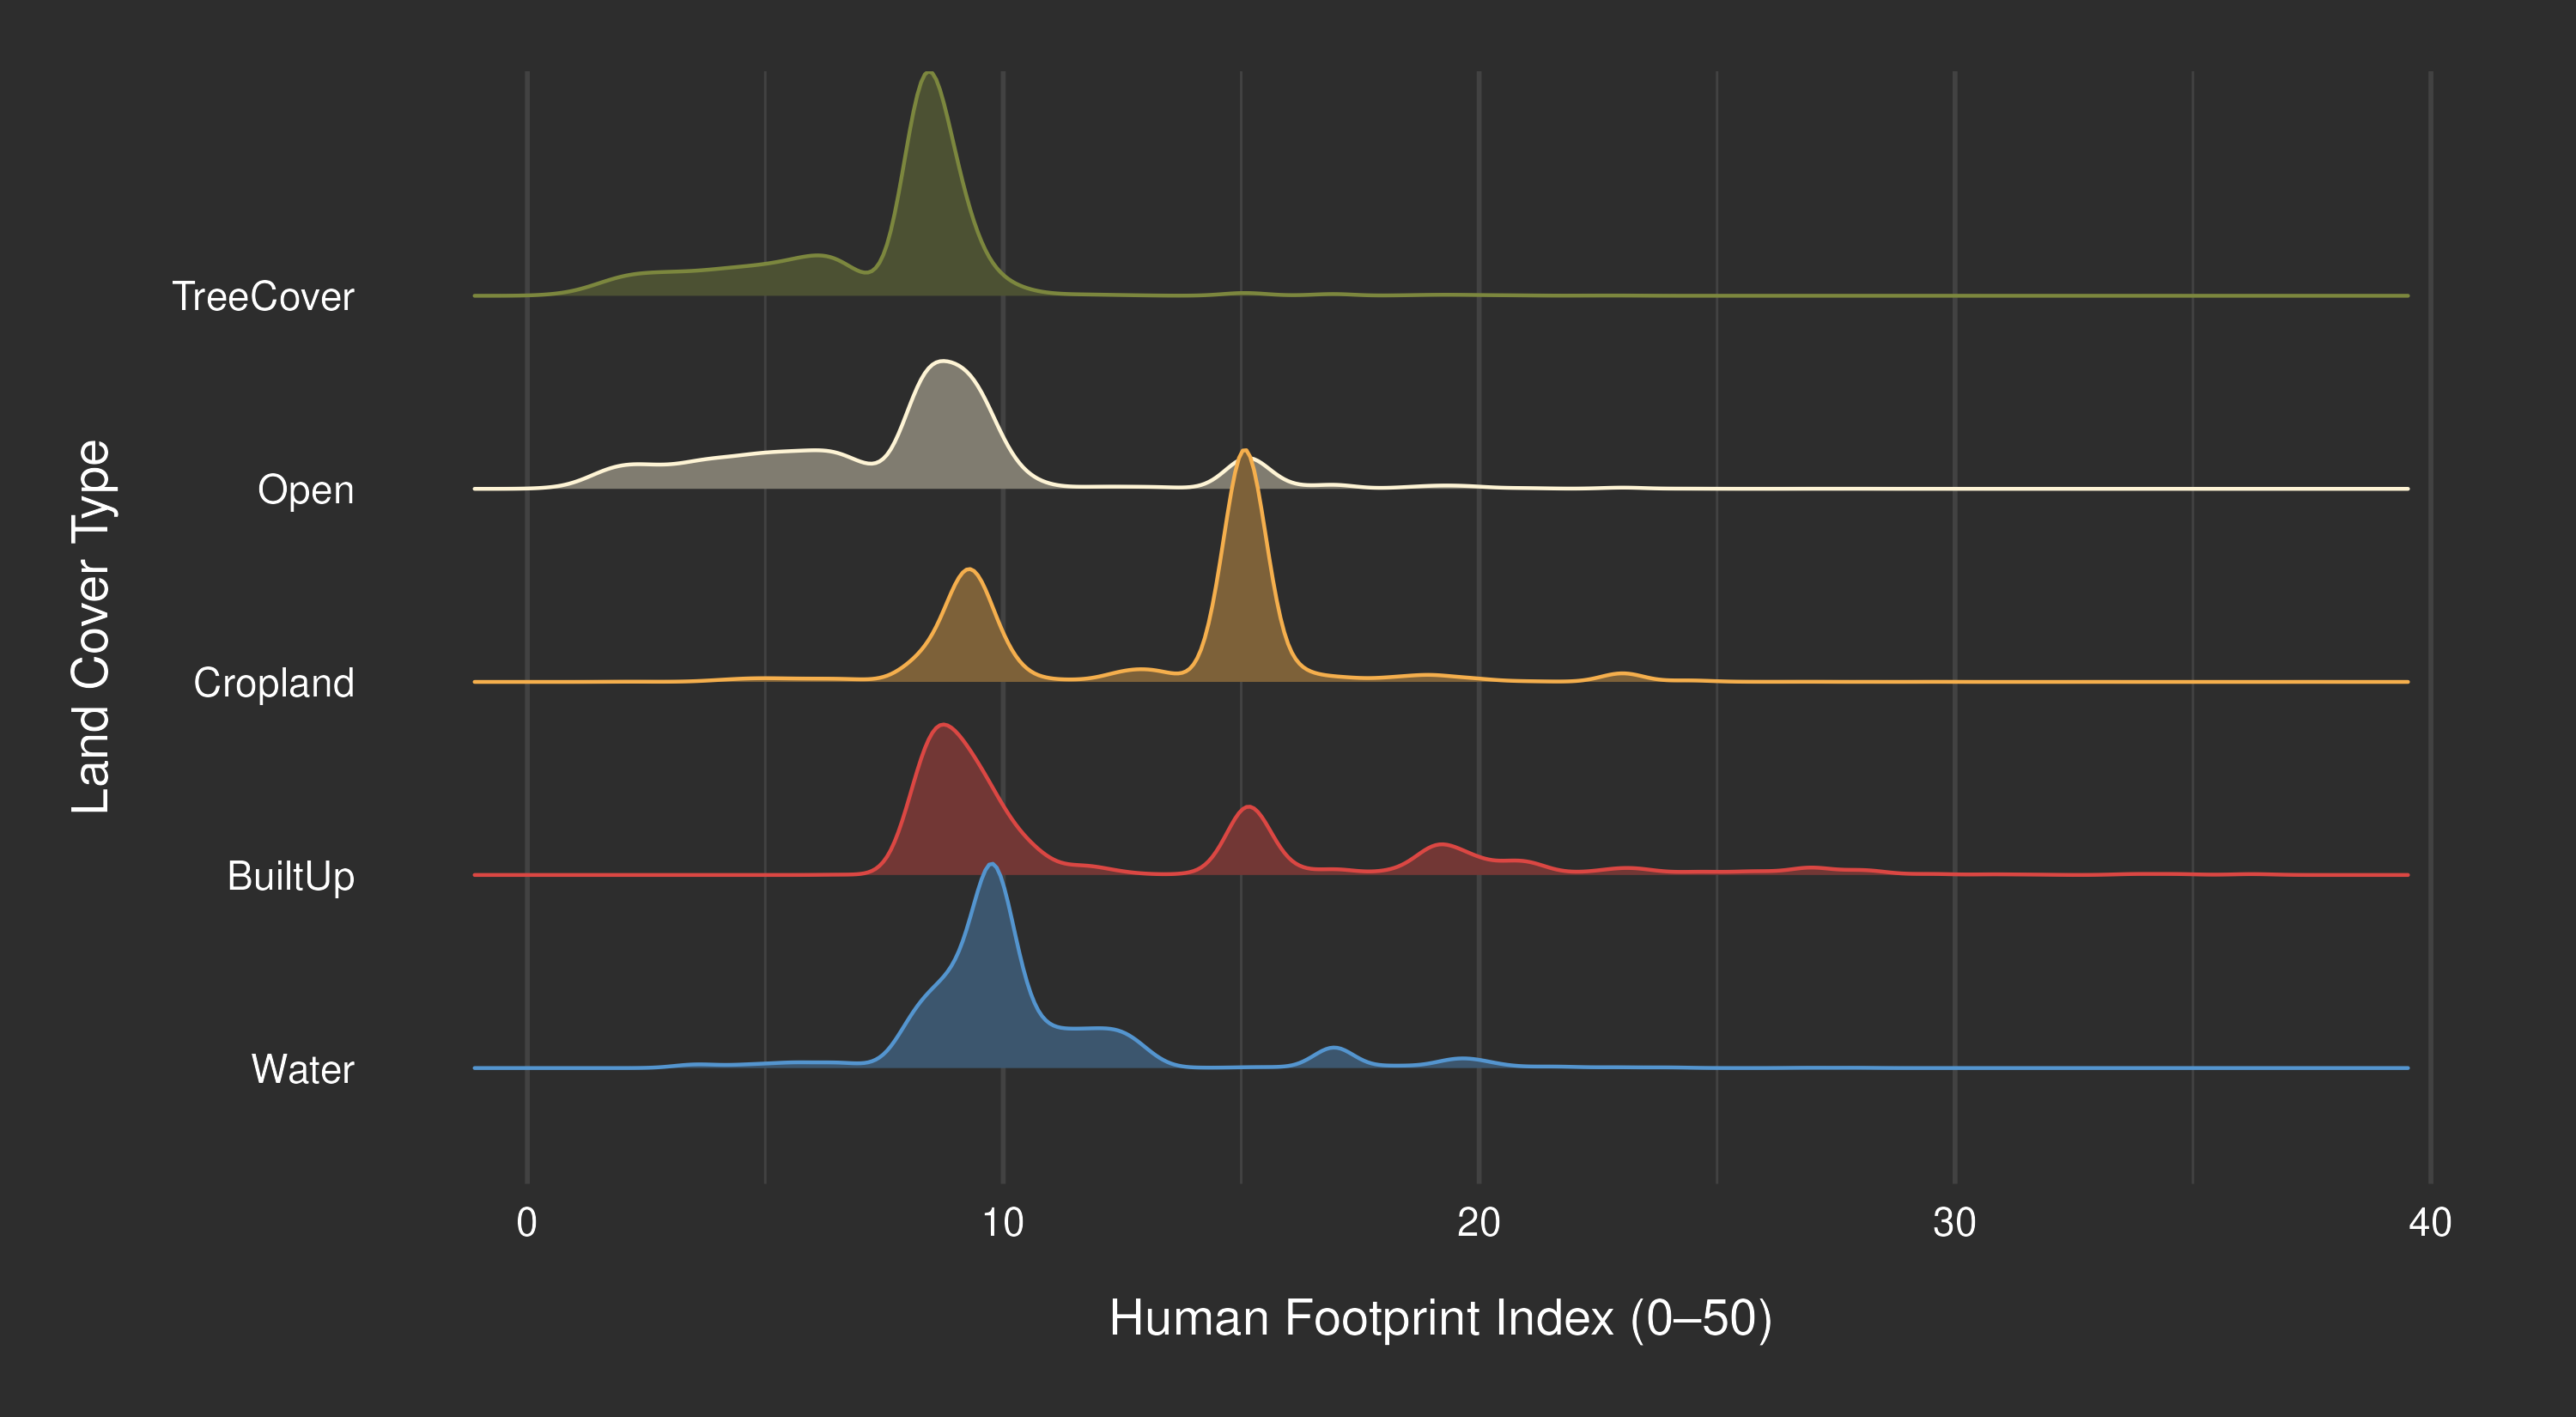 Land Cover Type
TreeCover
Open
Cropland
BuiltUp
Water
0 10 20 30 40
Human Footprint Index (0–50)